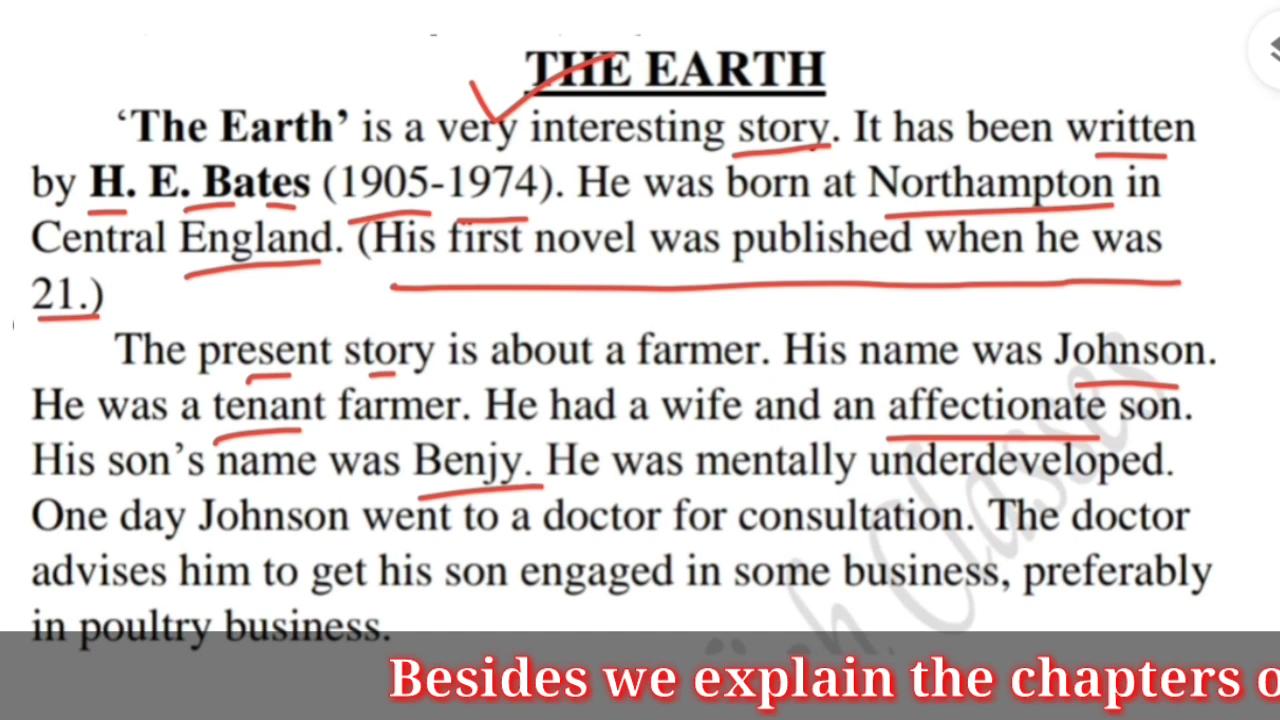 THE EARTH
‘The Earth’ is a very interesting story. It has been written
by H. E. Bates (1905-1974). He was born at Northampton in
Central England. (His first novel was published when he was
21.)
The present story is about a farmer. His name was Johnson.
He was a tenant farmer. He had a wife and an affectionate son.
His son’s name was Benjy. He was mentally underdeveloped.
One day Johnson went to a doctor for consultation. The doctor
advises him to get his son engaged in some business, preferably
in poultry business.
Besides we explain the chapters
Classes